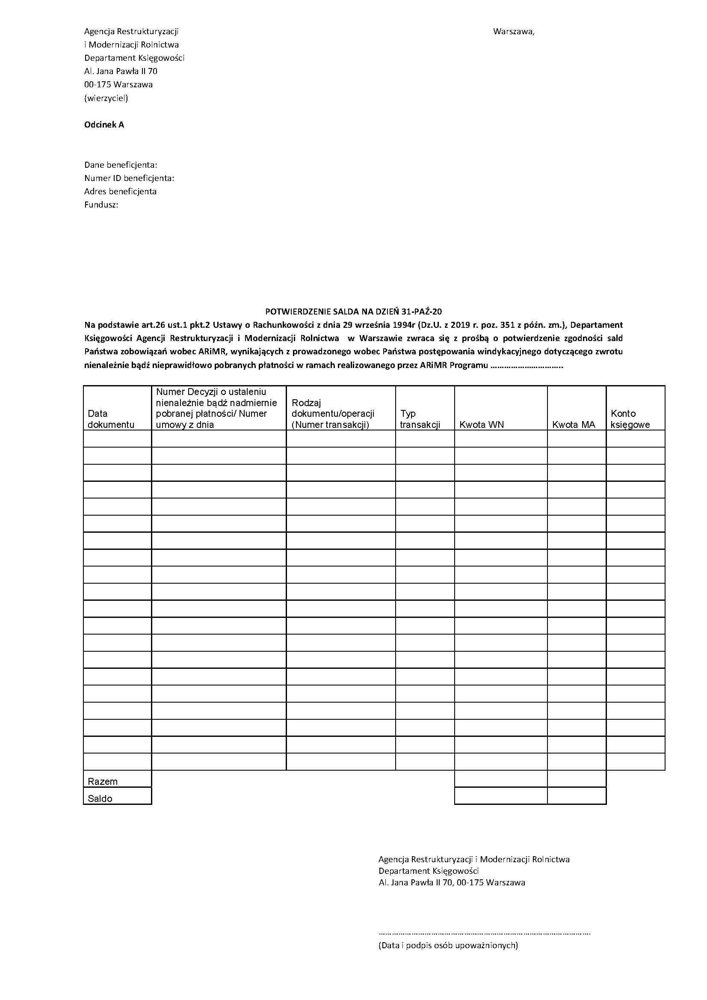 Agencja Restrukturyzacji
Warszawa,
i Modernizacji Rolnictwa
Departament Księgowości
Al. Jana Pawła II 70
00-175 Warszawa
(wierzyciel)
Odcinek A
Dane beneficjenta:
Numer ID beneficjenta:
Adres beneficjenta
Fundusz:
POTWIERDZENIE SALDA NA DZIEŃ 31-PAŹ-20
Na podstawie art.26 ust.1 pkt.2 Ustawy o Rachunkowości z dnia 29 września 1994r (Dz.U. z 2019 r. poz. 351 z późn. zm.), Departament
Księgowości Agencji Restrukturyzacji i Modernizacji Rolnictwa w Warszawie zwraca się z prośbą o potwierdzenie zgodności sald
Państwa zobowiązań wobec ARiMR, wynikających z prowadzonego wobec Państwa postępowania windykacyjnego dotyczącego zwrotu
nienależnie bądź nieprawidłowo pobranych płatności w ramach realizowanego przez ARiMR Programu …………………………..
Data
dokumentu
Numer Decyzji o ustaleniu
nienależnie bądź nadmiernie
pobranej płatności/ Numer
umowy z dnia
Rodzaj
dokumentu/operacji
(Numer transakcji)
Typ
transakcji
Kwota WN
Kwota MA
Konto
księgowe
Razem
Saldo
Agencja Restrukturyzacji i Modernizacji Rolnictwa
Departament Księgowości
Al. Jana Pawła II 70, 00-175 Warszawa
……………………………………………………………………………….
(Data i podpis osób upoważnionych)